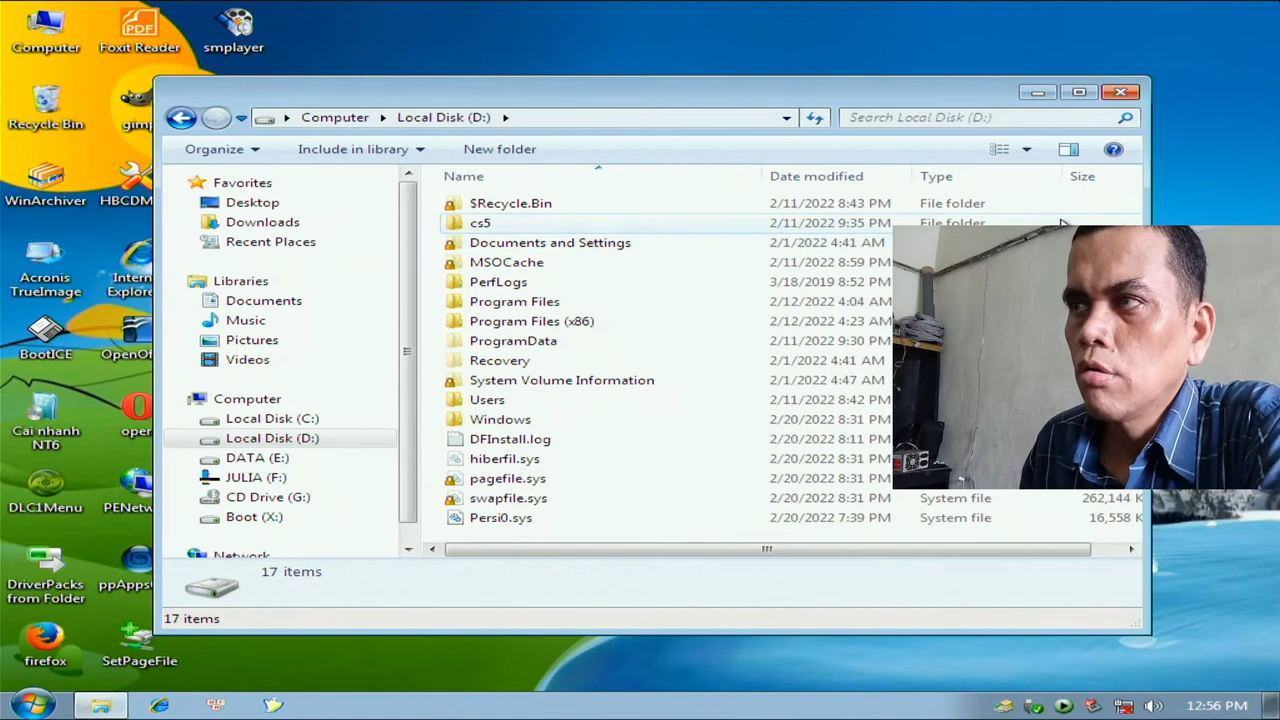 Computer
Foxit Reader
smplayer
Recycle Bin
gim
WinArchiver
HBCDM
Acronis
TrueImage
Intern
Explore
BootICE
OpenOf
Cai nhanh
NT6
oper
DLC1Menu
PENetw
DriverPacks
from Folder
ppApps
firefox
SetPageFile
Computer
Local Disk (D:)
Search Local Disk (D:)
Organize
Include in library
New folder
Favorites
Desktop
Downloads
Recent Places
Libraries
Documents
Music
Pictures
Videos
Computer
Local Disk (C:)
Local Disk (D:)
DATA (E:)
JULIA (F:)
CD Drive (G:)
Boot (X:)
Network
Name Date modified Type Size
$Recycle.Bin 2/11/2022 8:43 PM File folder
cs5 2/11/2022 9:35 PM File folder
Documents and Settings 2/1/2022 4:41 AM
MSOCache 2/11/2022 8:59 PM
PerfLogs 3/18/2019 8:52 PM
Program Files 2/12/2022 4:04 AM
Program Files (x86) 2/12/2022 4:23 AM
ProgramData 2/11/2022 9:30 PM
Recovery 2/1/2022 4:41 AM
System Volume Information 2/1/2022 4:47 AM
Users 2/11/2022 8:42 PM
Windows 2/20/2022 8:31 PM
DFInstall.log 2/20/2022 8:11 PM
hiberfil.sys 2/20/2022 8:31 PM
pagefile.sys 2/20/2022 8:31 PM
swapfile.sys 2/20/2022 8:31 PM System file 262,144 K
Persi0.sys 2/20/2022 7:39 PM System file 16,558 K
17 items
17 items
12:56 PM